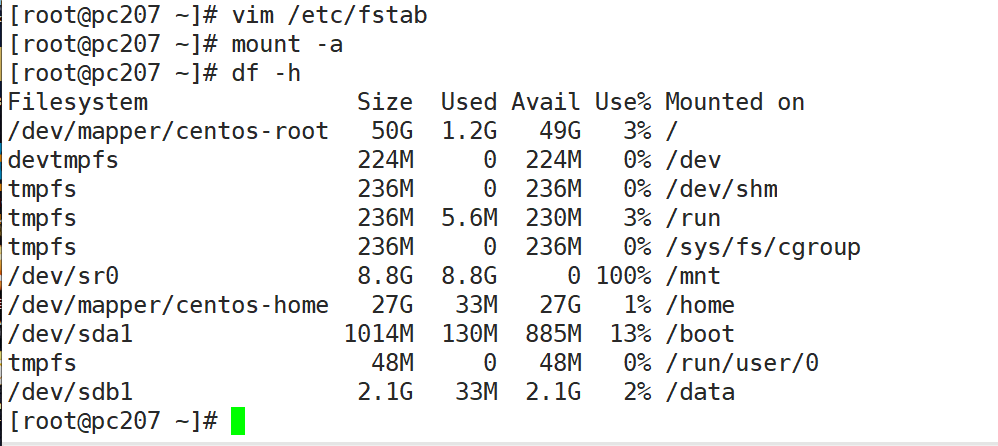 [root@pc207 ~]# vim /etc/fstab
[root@pc207 ~]# mount -a
[root@pc207 ~]# df -h
Filesystem               Size  Used Avail Use% Mounted on
/dev/mapper/centos-root   50G  1.2G   49G   3% /
devtmpfs                 224M     0  224M   0% /dev
tmpfs                    236M     0  236M   0% /dev/shm
tmpfs                    236M  5.6M  230M   3% /run
tmpfs                    236M     0  236M   0% /sys/fs/cgroup
/dev/sr0                 8.8G  8.8G     0 100% /mnt
/dev/mapper/centos-home   27G   33M   27G   1% /home
/dev/sda1               1014M  130M  885M  13% /boot
tmpfs                     48M     0   48M   0% /run/user/0
/dev/sdb1                2.1G   33M  2.1G   2% /data
[root@pc207 ~]#